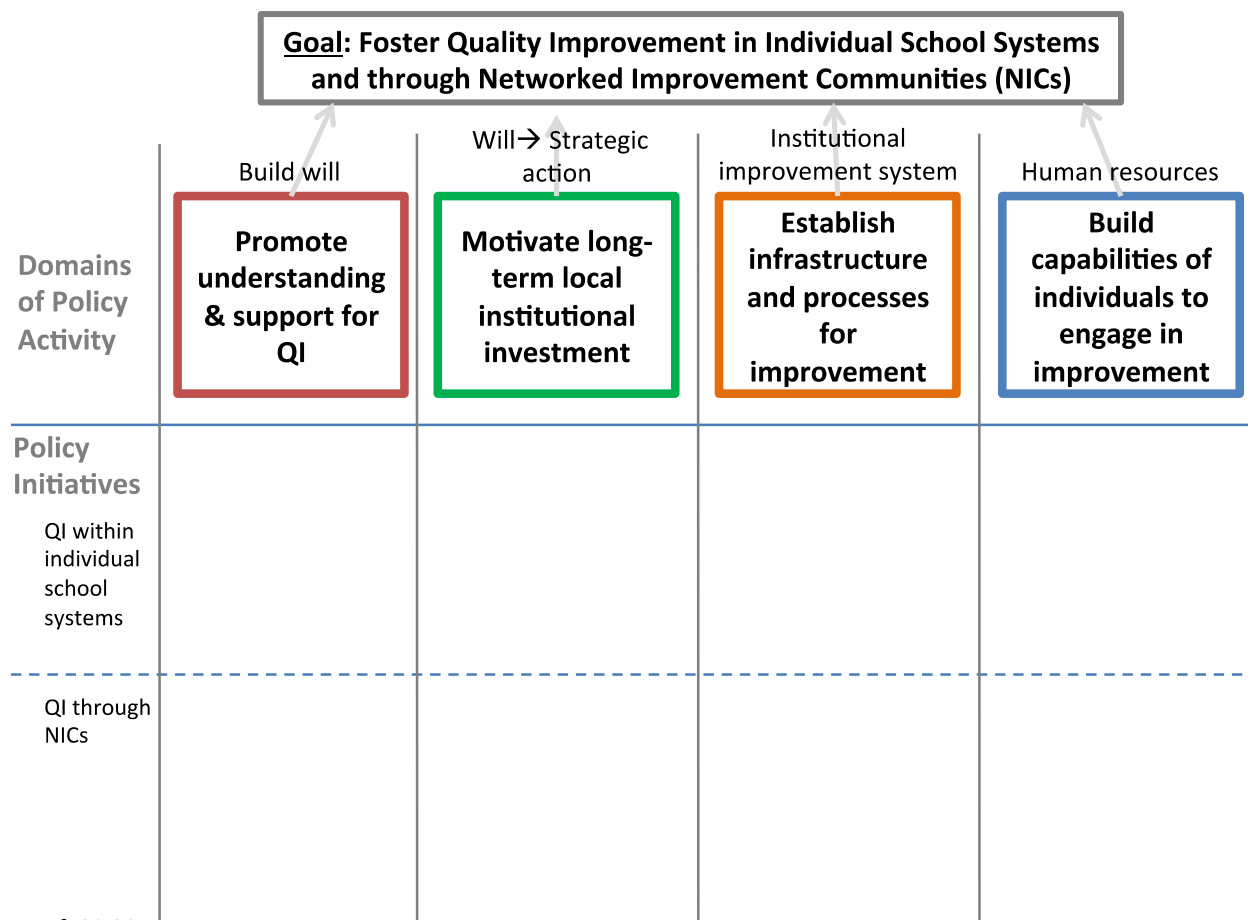 Goal: Foster Quality Improvement in Individual School Systems
and through Networked Improvement Communities (NICs)
Build will
Will→ Strategic
action
Institutional
improvement system
Human resources
Domains
of Policy
Activity
Promote
understanding
& support for
QI
Motivate long-
term local
institutional
investment
Establish
infrastructure
and processes
for
improvement
Build
capabilities of
individuals to
engage in
improvement
Policy
Initiatives
QI within
individual
school
systems
QI through
NICs